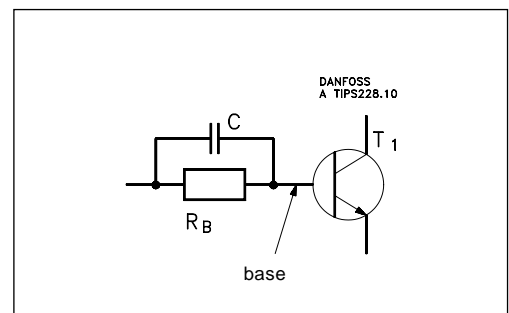 DANFOSS
A TIPS228.10
C
T 1
R B
base